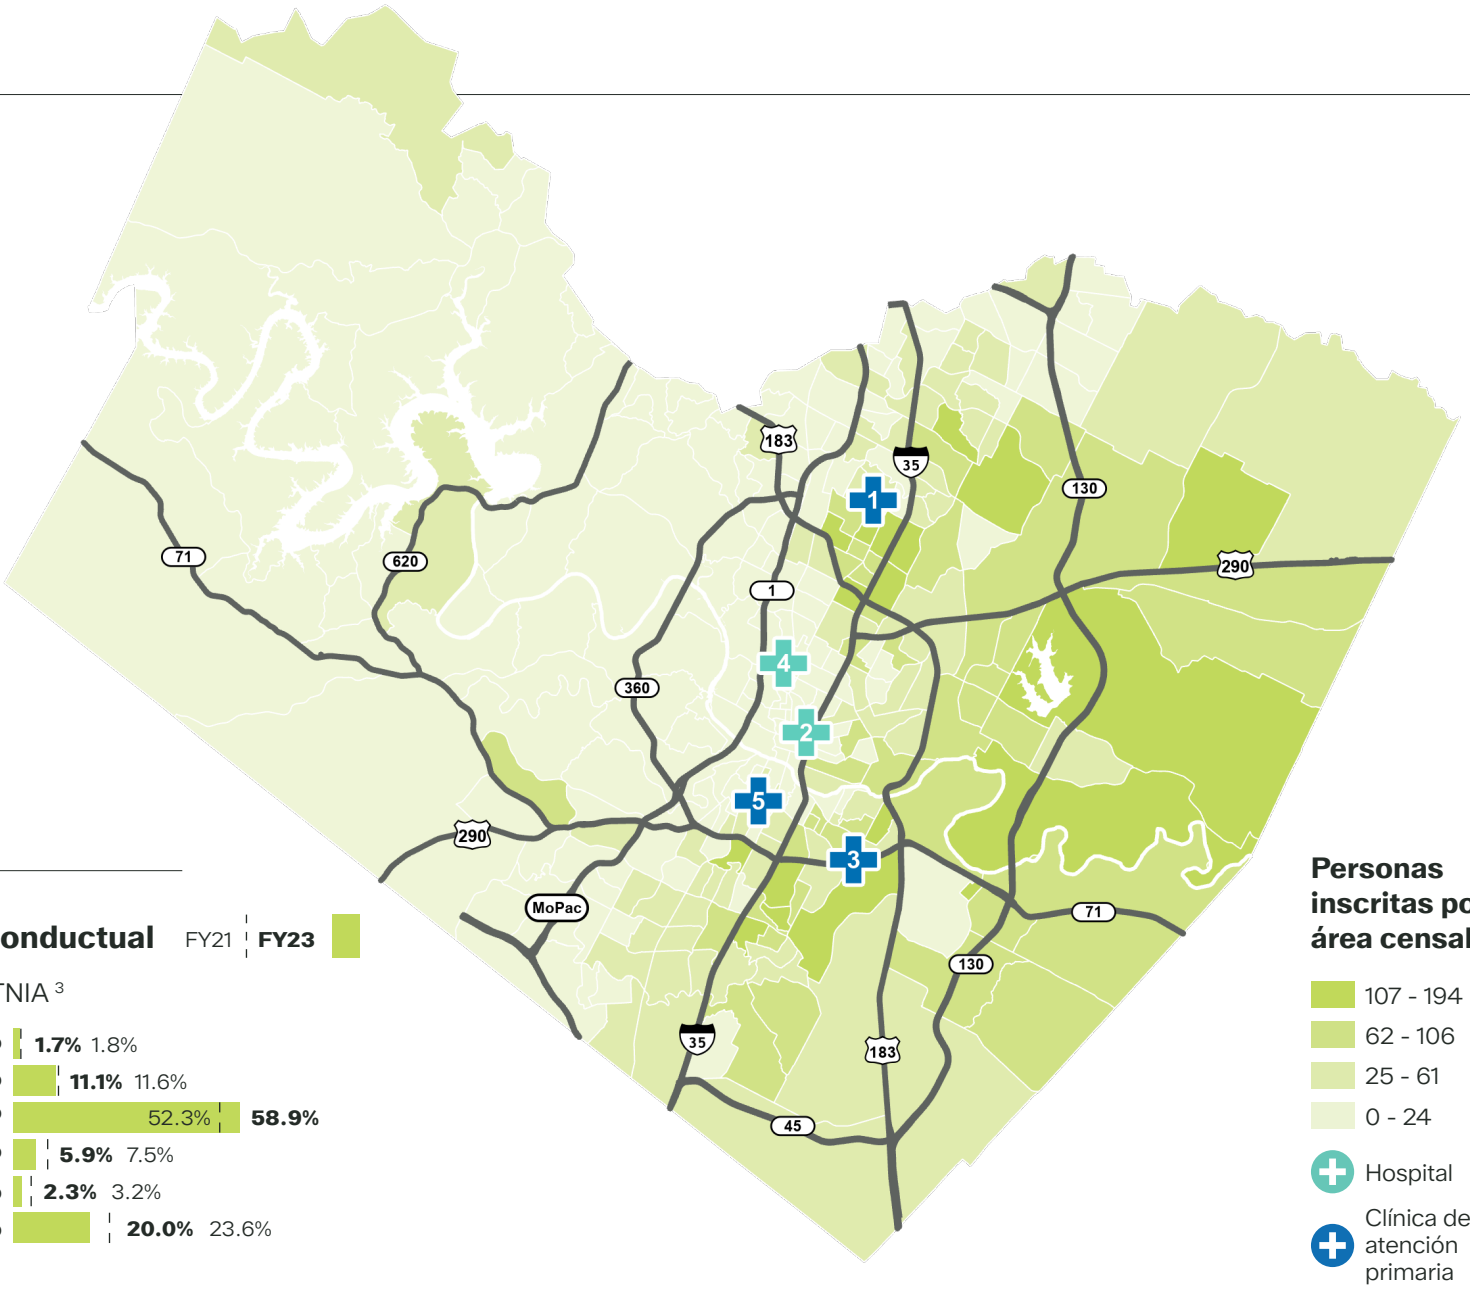 183
35
1
130
290
71
620
1
4
360
2
5
3
290
MoPac
71
130
35
183
45
onductual FY21 FY23
TNIA 3
1.7% 1.8%
11.1% 11.6%
52.3% 58.9%
5.9% 7.5%
2.3% 3.2%
20.0% 23.6%
Personas
inscritas po
área censal
107 - 194
62 - 106
25 - 61
0 - 24
Hospital
Clínica de
atención
primaria